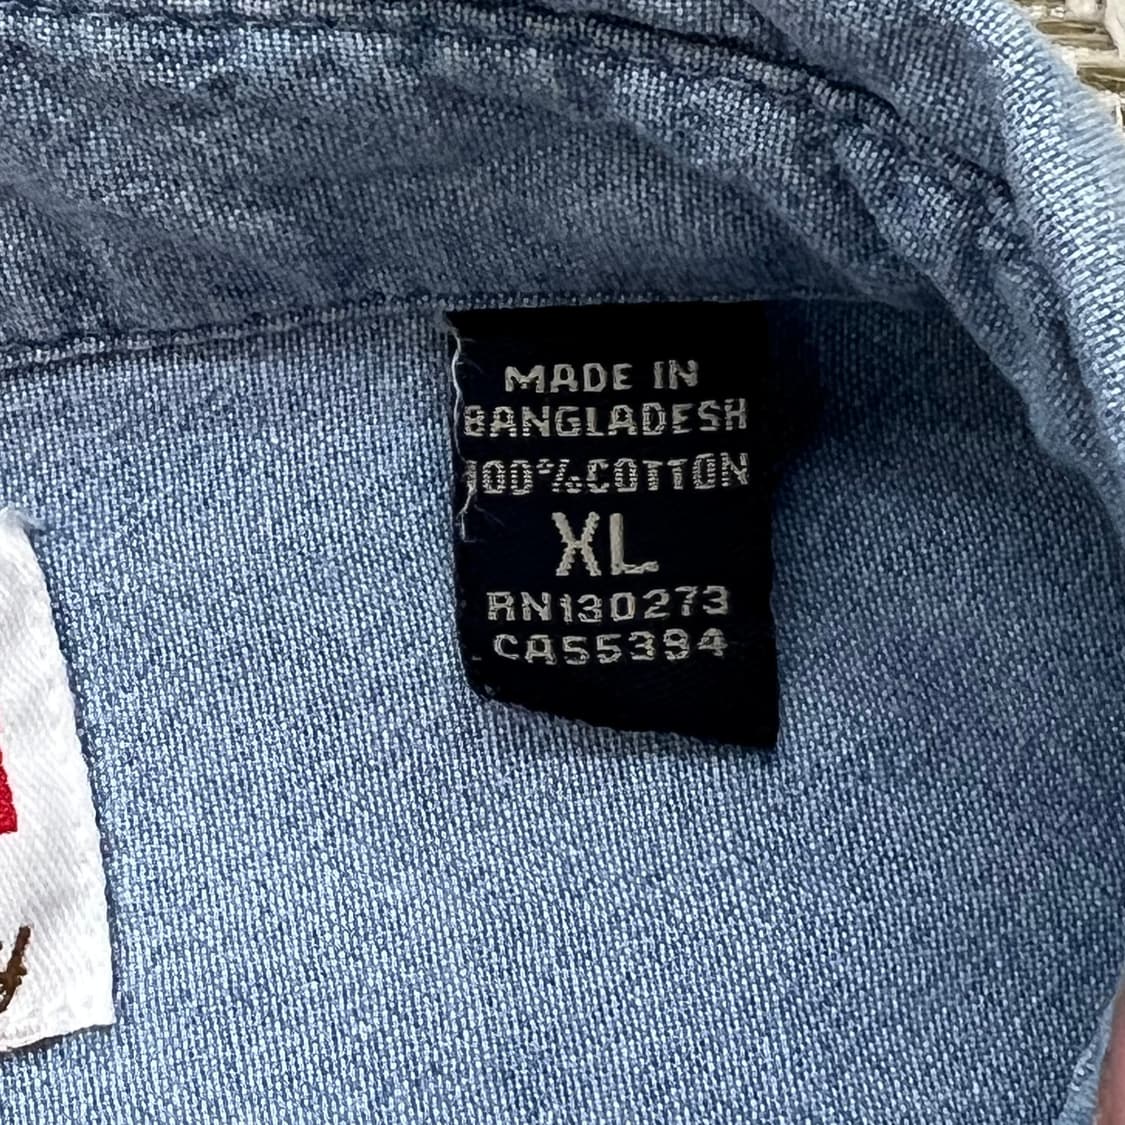 MADE IN
BANGLADESH
100%COTTON
XL
RN130273
CA55394